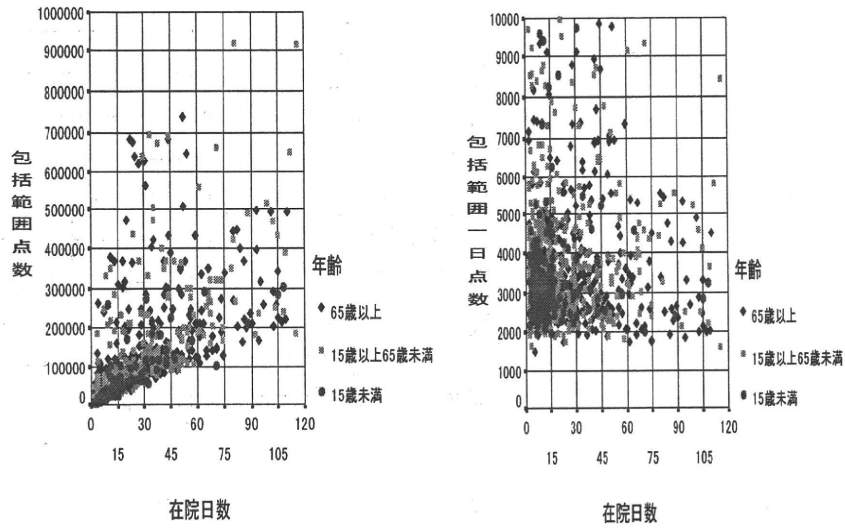 1000000
900000
800000
700000
600000
500000
400000
300000
200000
100000
0
包括範囲点数
0 30 60 90 120
15 45 75 105
在院日数
年齢
65歳以上
15歳以上65歳未満
15歳未満
10000
9000
8000
7000
6000
5000
4000
3000
2000
1000
0
包括範囲一日点数
0 30 60 90 120
15 45 75 105
在院日数
年齢
65歳以上
15歳以上65歳未満
15歳未満